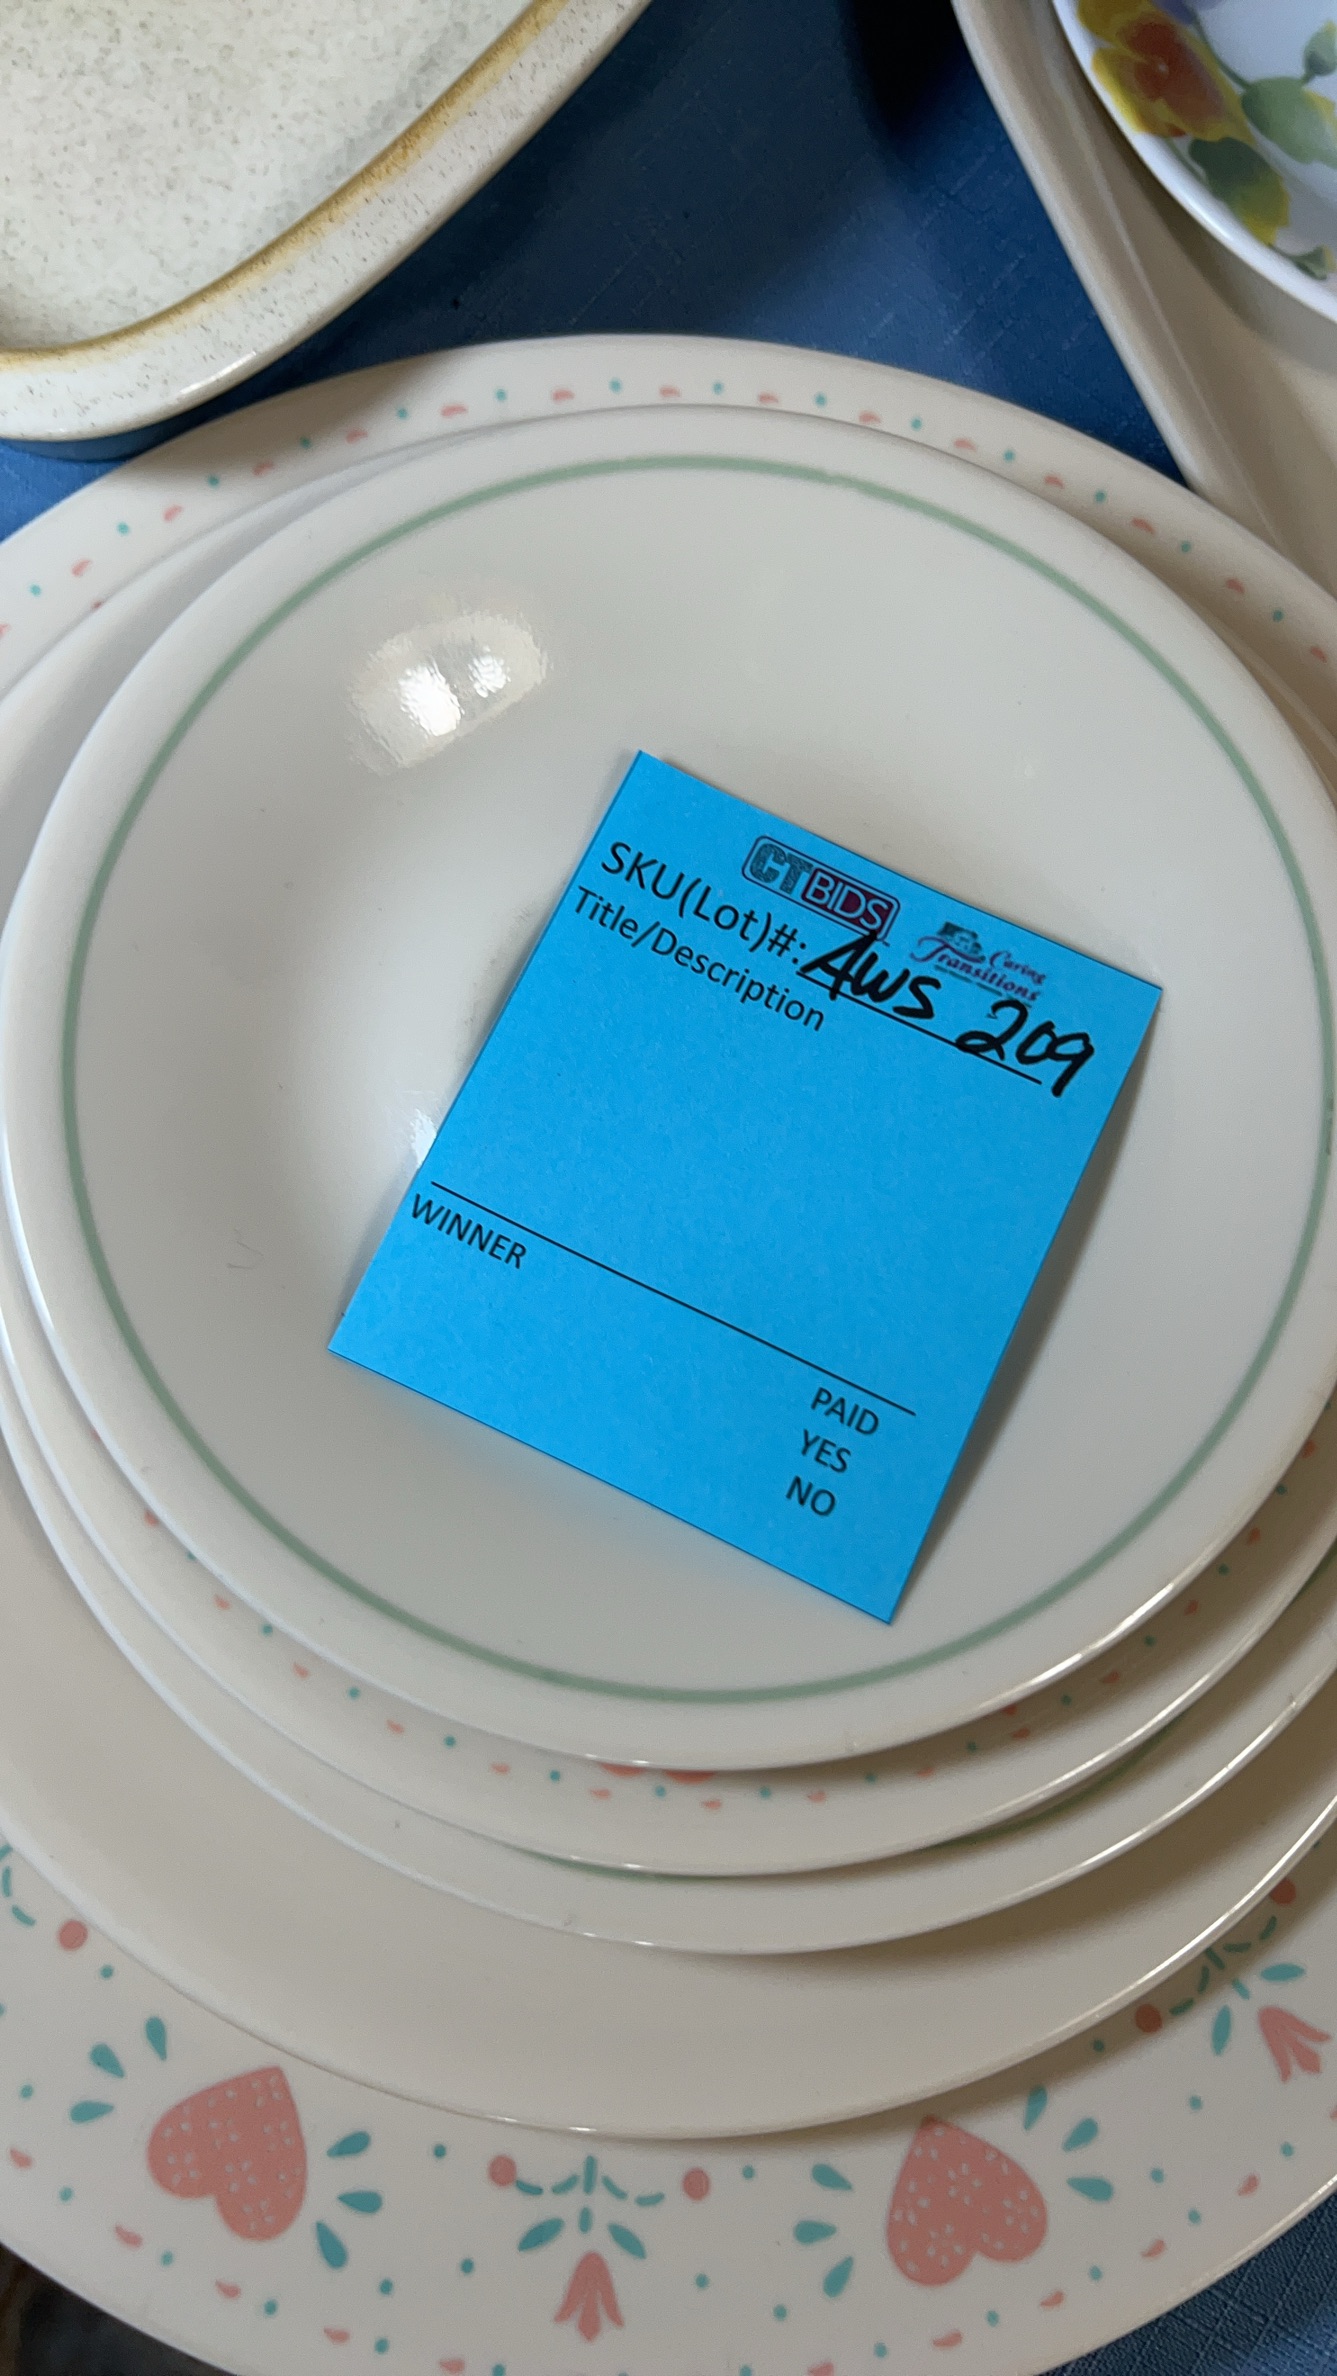 CTBIDS
Caring
Transitions
SKU(Lot)#: AWS 209
Title/Description
WINNER
PAID
YES
NO